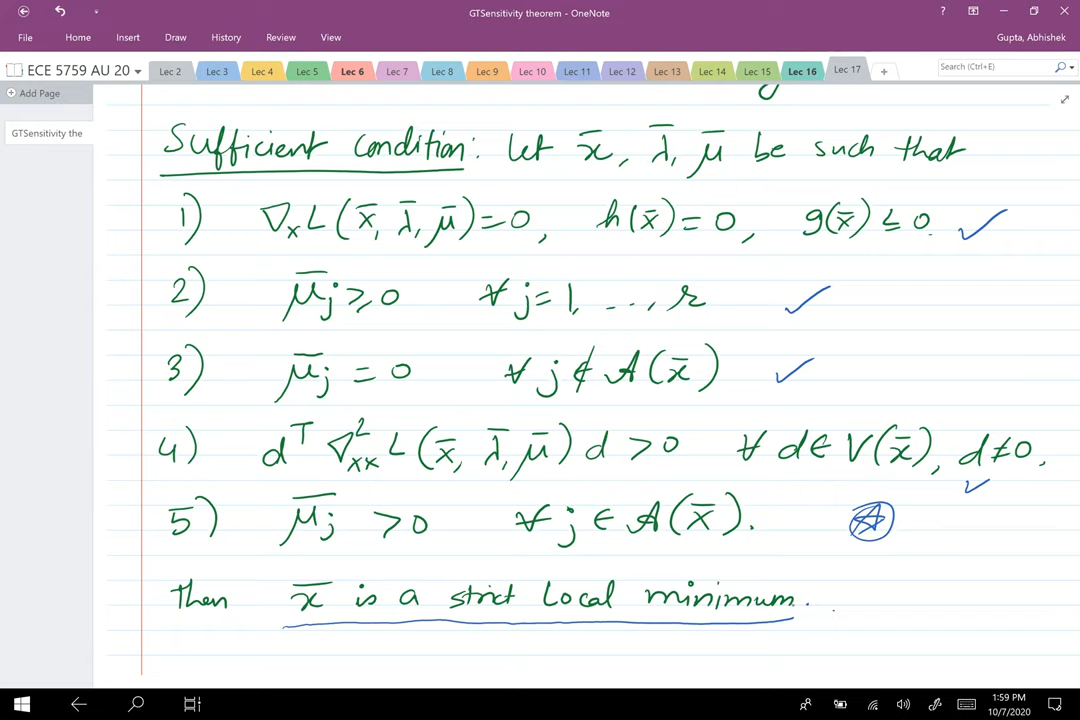 GTSensitivity theorem - OneNote
?
File Home Insert Draw History Review View Gupta, Abhishek
ECE 5759 AU 20 Lec 2 Lec 3 Lec 4 Lec 5 Lec 6 Lec 7 Lec 8 Lec 9 Lec 10 Lec 11 Lec 12 Lec 13 Lec 14 Lec 15 Lec 16 Lec 17 + Search (Ctrl+E)
Add Page
GTSensitivity the
Sufficient condition: let x̄, λ̄, μ̄ be such that
1) ∇ₓL(x̄, λ̄, μ̄) = 0, h(x̄) = 0, g(x̄) ≤ 0. ✓
2) μ̄j ≥ 0 ∀ j = 1, ..., r ✓
3) μ̄j = 0 ∀ j ∉ A(x̄) ✓
4) dᵀ ∇²ₓₓ L(x̄, λ̄, μ̄) d > 0 ∀ d ∈ V(x̄), d ≠ 0. ✓
5) μ̄j > 0 ∀ j ∈ A(x̄).
then x̄ is a strict local minimum.
1:59 PM
10/7/2020